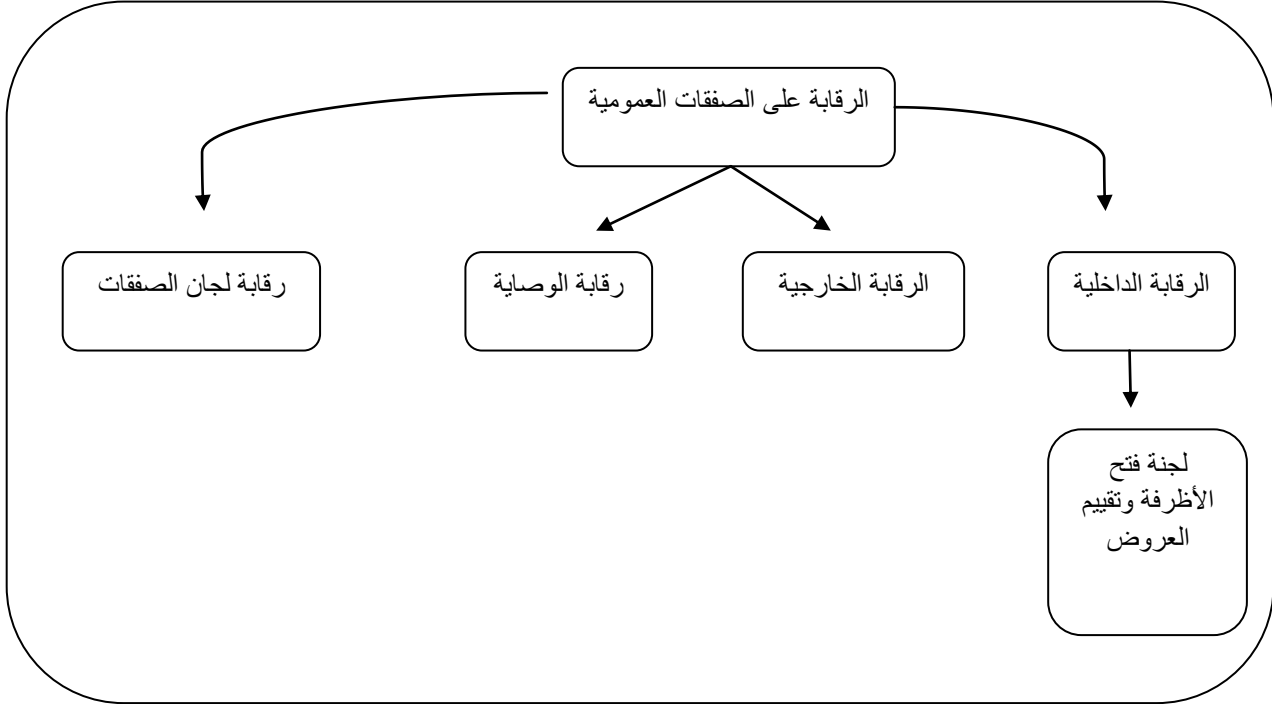 الرقابة على الصفقات العمومية
الرقابة الداخلية
الرقابة الخارجية
رقابة الوصاية
رقابة لجان الصفقات
لجنة فتح
الأظرفة وتقييم
العروض